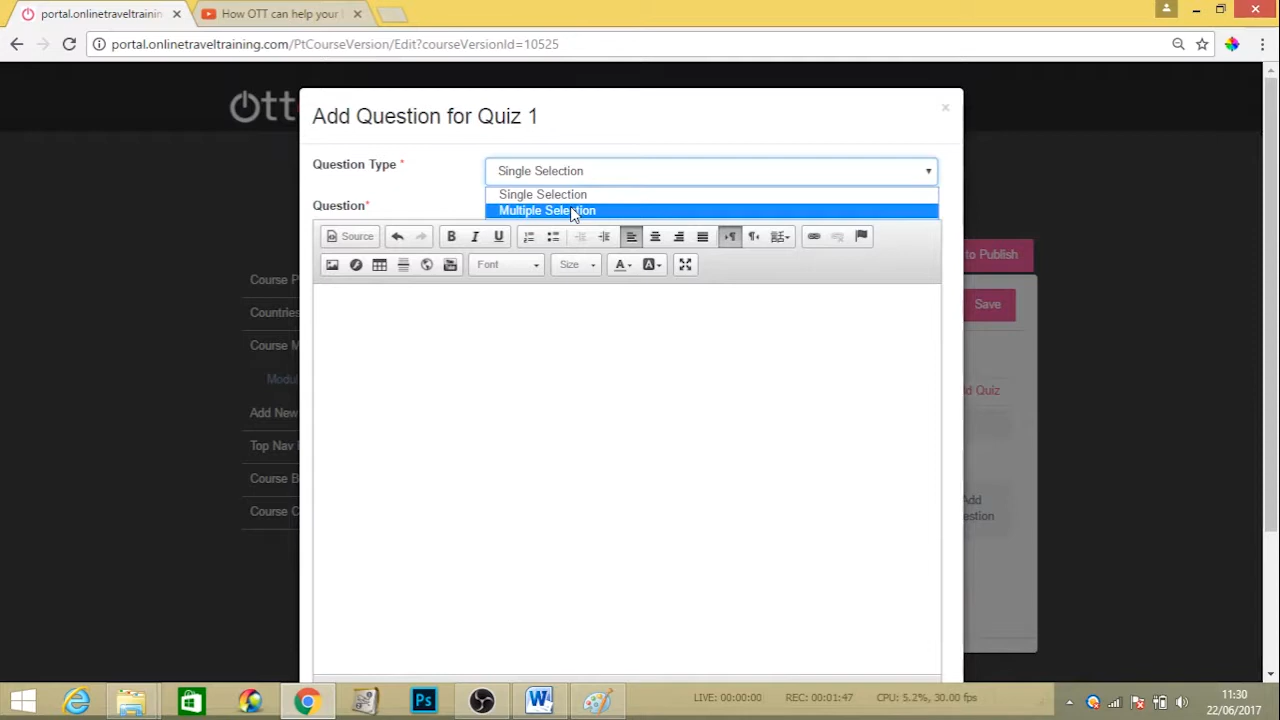 portal.onlinetraveltrainin
How OTT can help your
portal.onlinetraveltraining.com/PtCourseVersion/Edit?courseVersionId=10525
ott
Add Question for Quiz 1
×
Question Type *
Single Selection
Single Selection
Multiple Selection
Question*
Source
B I U
Font
Size
A
A
to Publish
Course P
Save
Countries
Course M
Modul
d Quiz
Add New
Top Nav
Course B
Add
estion
Course C
LIVE: 00:00:00
REC: 00:01:47
CPU: 5.2%, 30.00 fps
11:30
22/06/2017